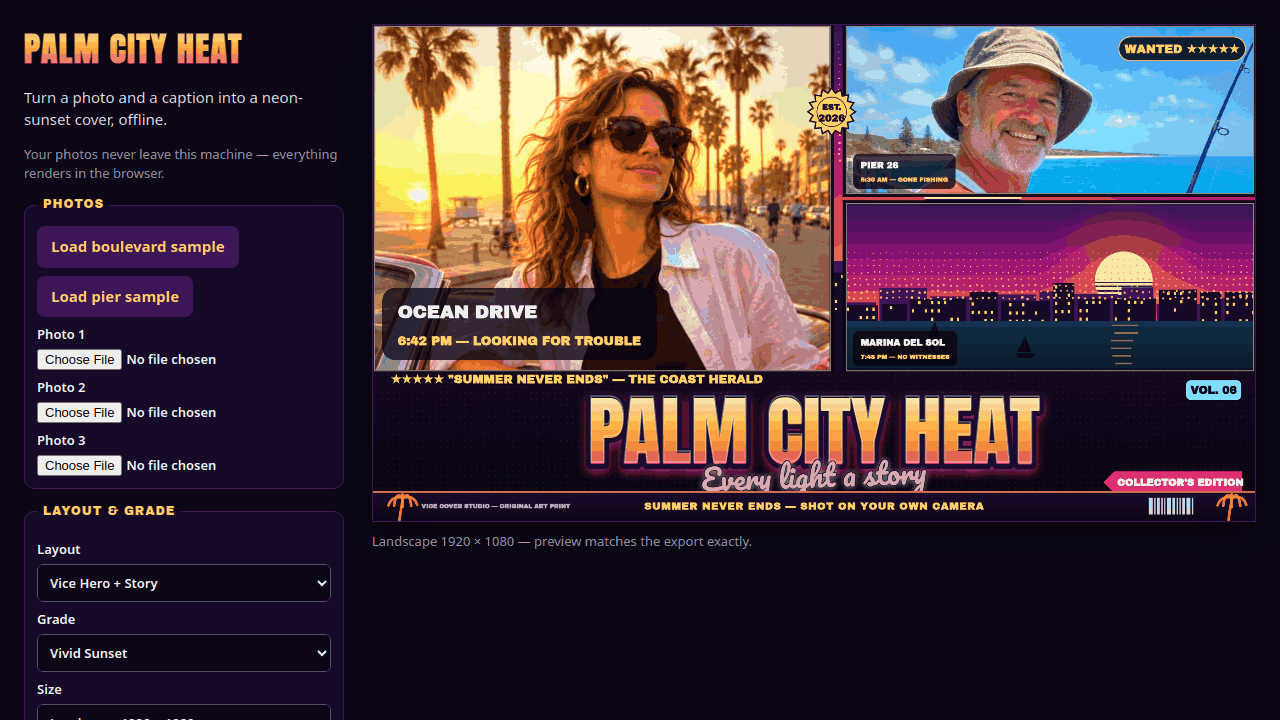 PALM CITY HEAT
Turn a photo and a caption into a neon-
sunset cover, offline.
Your photos never leave this machine — everything
renders in the browser.
PHOTOS
Load boulevard sample
Load pier sample
Photo 1
Choose File No file chosen
Photo 2
Choose File No file chosen
Photo 3
Choose File No file chosen
LAYOUT & GRADE
Layout
Vice Hero + Story
Grade
Vivid Sunset
Size
OCEAN DRIVE
6:42 PM — LOOKING FOR TROUBLE
EST.
2026
WANTED ★★★★★
PIER 26
5:30 AM — GONE FISHING
MARINA DEL SOL
7:48 PM — NO WITNESSES
★★★★★ "SUMMER NEVER ENDS" — THE COAST HERALD
VOL. 06
PALM CITY HEAT
Every light a story
COLLECTOR'S EDITION
VICE COVER STUDIO — ORIGINAL ART PRINT
SUMMER NEVER ENDS — SHOT ON YOUR OWN CAMERA
Landscape 1920 × 1080 — preview matches the export exactly.